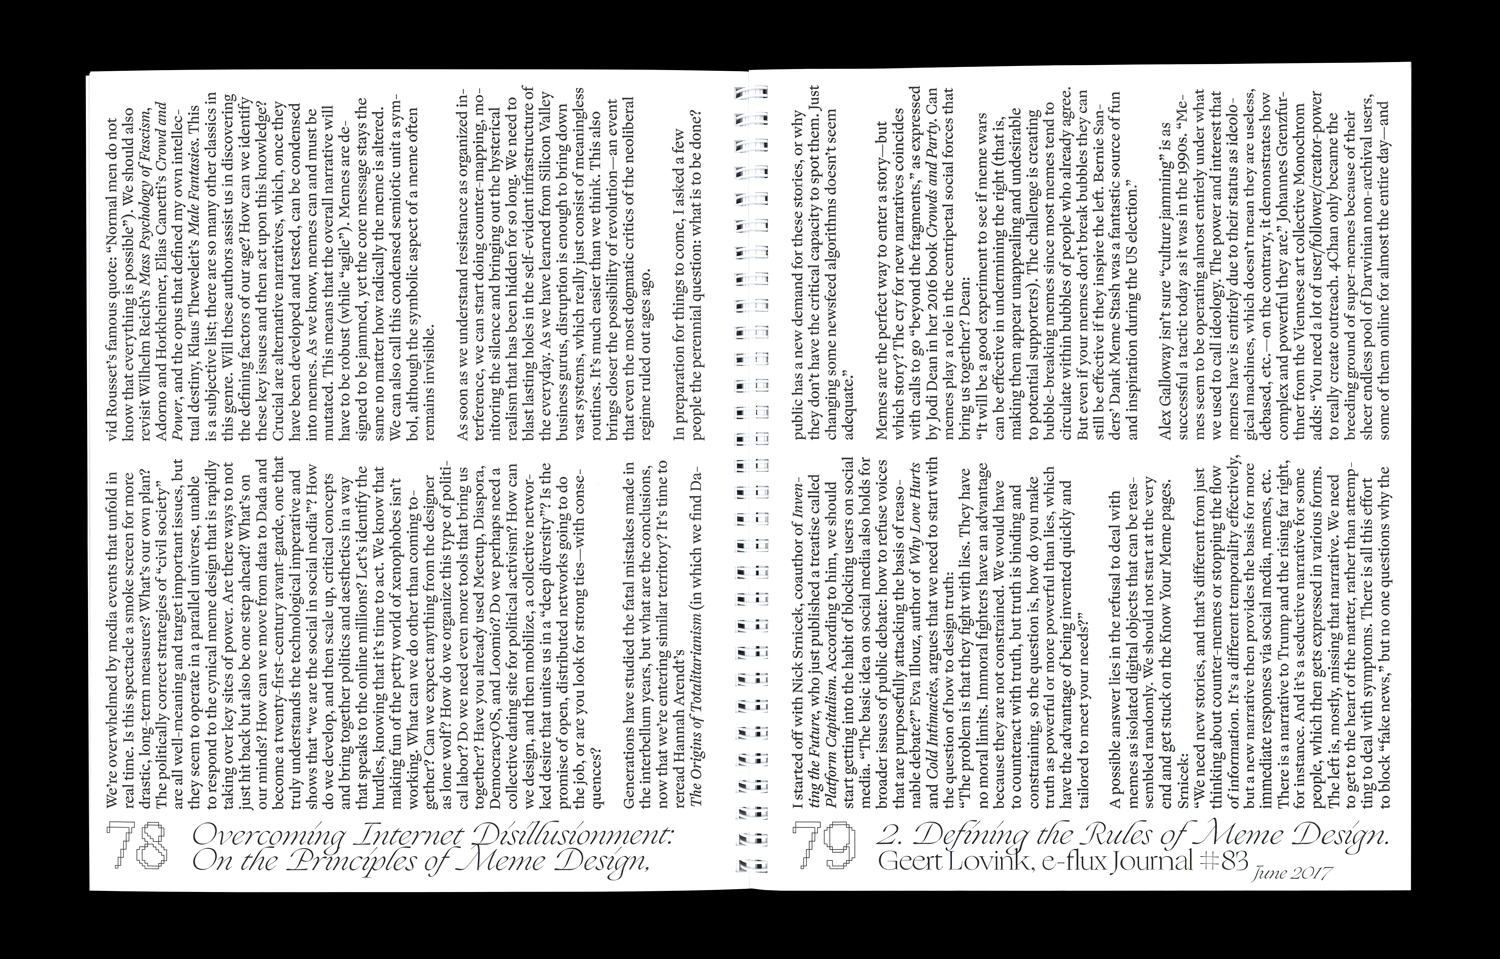 We're overwhelmed by media events that unfold in
real time. Is this spectacle a smoke screen for more
drastic, long-term measures? What's our own plan?
The politically correct strategies of "civil society"
are all well-meaning and target important issues, but
they seem to operate in a parallel universe, unable
to respond to the cynical meme design that is rapidly
taking over key sites of power. Are there ways to not
just hit back but also be one step ahead? What's on
our minds? How can we move from data to Dada and
become a twenty-first-century avant-garde, one that
truly understands the technological imperative and
shows that "we are the social in social media"? How
do we develop, and then scale up, critical concepts
and bring together politics and aesthetics in a way
that speaks to the online millions? Let's identify the
hurdles, knowing that it's time to act. We know that
making fun of the petty world of xenophobes isn't
working. What can we do other than coming to-
gether? Can we expect anything from the designer
as lone wolf? How do we organize this type of politi-
cal labor? Do we need even more tools that bring us
together? Have you already used Meetup, Diaspora,
DemocracyOS, and Loomio? Do we perhaps need a
collective dating site for political activism? How can
we design, and then mobilize, a collective networ-
ked desire that unites us in a "deep diversity"? Is the
promise of open, distributed networks going to do
the job, or are you look for strong ties—with conse-
quences?
Generations have studied the fatal mistakes made in
the interbellum years, but what are the conclusions,
now that we're entering similar territory? It's time to
reread Hannah Arendt's
The Origins of Totalitarianism (in which we find Da-
vid Rousset's famous quote: "Normal men do not
know that everything is possible"). We should also
revisit Wilhelm Reich's Mass Psychology of Fascism,
Adorno and Horkheimer, Elias Canetti's Crowd and
Power, and the opus that defined my own intellec-
tual destiny, Klaus Theweleit's Male Fantasies. This
is a subjective list; there are so many other classics in
this genre. Will these authors assist us in discovering
the defining factors of our age? How can we identify
these key issues and then act upon this knowledge?
Crucial are alternative narratives, which, once they
have been developed and tested, can be condensed
into memes. As we know, memes can and must be
mutated. This means that the overall narrative will
have to be robust (while "agile"). Memes are de-
signed to be jammed, yet the core message stays the
same no matter how radically the meme is altered.
We can also call this condensed semiotic unit a sym-
bol, although the symbolic aspect of a meme often
remains invisible.
As soon as we understand resistance as organized in-
terference, we can start doing counter-mapping, mo-
nitoring the silence and bringing out the hysterical
realism that has been hidden for so long. We need to
blast lasting holes in the self-evident infrastructure of
the everyday. As we have learned from Silicon Valley
business gurus, disruption is enough to bring down
vast systems, which really just consist of meaningless
routines. It's much easier than we think. This also
brings closer the possibility of revolution—an event
that even the most dogmatic critics of the neoliberal
regime ruled out ages ago.
In preparation for things to come, I asked a few
people the perennial question: what is to be done?
78
Overcoming Internet Disillusionment:
On the Principles of Meme Design,
I started off with Nick Srnicek, coauthor of Inven-
ting the Future, who just published a treatise called
Platform Capitalism. According to him, we should
start getting into the habit of blocking users on social
media. "The basic idea on social media also holds for
broader issues of public debate: how to refuse voices
that are purposefully attacking the basis of reaso-
nable debate?" Eva Illouz, author of Why Love Hurts
and Cold Intimacies, argues that we need to start with
the question of how to design truth:
"The problem is that they fight with lies. They have
no moral limits. Immoral fighters have an advantage
because they are not constrained. We would have
to counteract with truth, but truth is binding and
constraining, so the question is, how do you make
truth as powerful or more powerful than lies, which
have the advantage of being invented quickly and
tailored to meet your needs?"
A possible answer lies in the refusal to deal with
memes as isolated digital objects that can be reas-
sembled randomly. We should not start at the very
end and get stuck on the Know Your Meme pages.
Srnicek:
"We need new stories, and that's different from just
thinking about counter-memes or stopping the flow
of information. It's a different temporality effectively,
but a new narrative then provides the basis for more
immediate responses via social media, memes, etc.
There is a narrative to Trump and the rising far right,
for instance. And it's a seductive narrative for some
people, which then gets expressed in various forms.
The left is, mostly, missing that narrative. We need
to get to the heart of the matter, rather than attemp-
ting to deal with symptoms. There is all this effort
to block "fake news," but no one questions why the
public has a new demand for these stories, or why
they don't have the critical capacity to spot them. Just
changing some newsfeed algorithms doesn't seem
adequate."
Memes are the perfect way to enter a story—but
which story? The cry for new narratives coincides
with calls to go "beyond the fragments," as expressed
by Jodi Dean in her 2016 book Crowds and Party. Can
memes play a role in the centripetal social forces that
bring us together? Dean:
"It will be a good experiment to see if meme wars
can be effective in undermining the right (that is,
making them appear unappealing and undesirable
to potential supporters). The challenge is creating
bubble-breaking memes since most memes tend to
circulate within bubbles of people who already agree.
But even if your memes don't break bubbles they can
still be effective if they inspire the left. Bernie San-
ders' Dank Meme Stash was a fantastic source of fun
and inspiration during the US election."
Alex Galloway isn't sure "culture jamming" is as
successful a tactic today as it was in the 1990s. "Me-
mes seem to be operating almost entirely under what
we used to call ideology. The power and interest that
memes have is entirely due to their status as ideolo-
gical machines, which doesn't mean they are useless,
debased, etc.—on the contrary, it demonstrates how
complex and powerful they are." Johannes Grenzfur-
thner from the Viennese art collective Monochrom
adds: "You need a lot of user/follower/creator-power
to really create outreach. 4Chan only became the
breeding ground of super-memes because of their
sheer endless pool of Darwinian non-archival users,
some of them online for almost the entire day—and
79
2. Defining the Rules of Meme Design.
Geert Lovink, e-flux Journal #83 June 2017